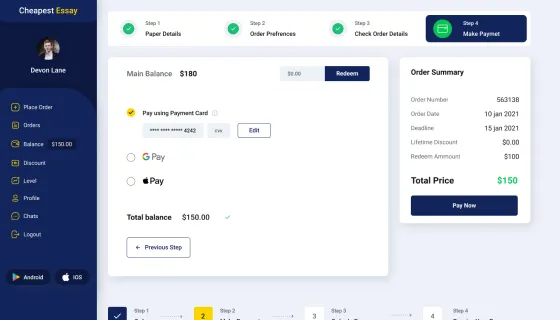 Cheapest Essay
Devon Lane
Place Order
Orders
Balance $150.00
Discount
Level
Profile
Chats
Logout
Android
iOS
Step 1
Paper Details
Step 2
Order Prefrences
Step 3
Check Order Details
Step 4
Make Paymet
Main Balance $180
$0.00 Redeem
Pay using Payment Card
**** **** ***** 4242 cvv Edit
G Pay
Pay
Total balance $150.00
← Previous Step
Order Summary
Order Number 563138
Order Date 10 jan 2021
Deadline 15 jan 2021
Lifetime Discount $0.00
Redeem Ammount $100
Total Price $150
Pay Now
Step 1
2 Step 2
3 Step 3
4 Step 4